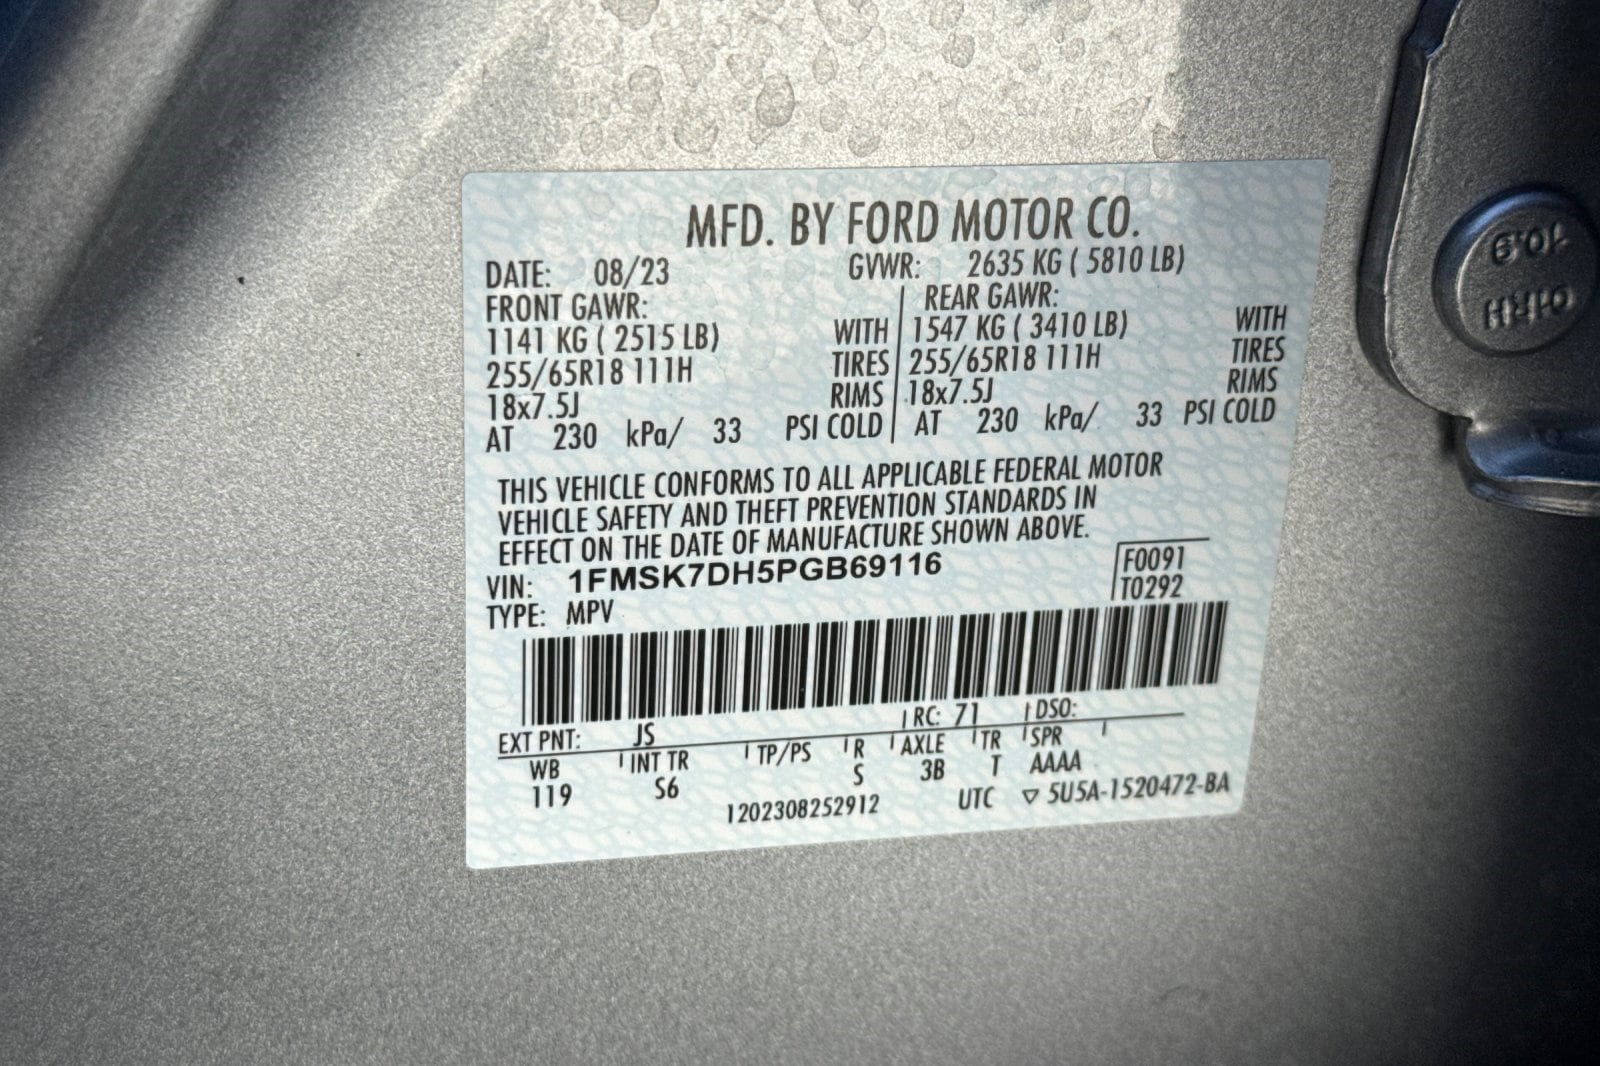 MFD. BY FORD MOTOR CO.
DATE: 08/23 GVWR: 2635 KG ( 5810 LB)
FRONT GAWR: REAR GAWR:
1141 KG ( 2515 LB) WITH 1547 KG ( 3410 LB) WITH
255/65R18 111H TIRES 255/65R18 111H TIRES
18x7.5J RIMS 18x7.5J RIMS
AT 230 kPa/ 33 PSI COLD AT 230 kPa/ 33 PSI COLD
THIS VEHICLE CONFORMS TO ALL APPLICABLE FEDERAL MOTOR
VEHICLE SAFETY AND THEFT PREVENTION STANDARDS IN
EFFECT ON THE DATE OF MANUFACTURE SHOWN ABOVE.
VIN: 1FMSK7DH5PGB69116 F0091
TYPE: MPV T0292
EXT PNT: JS RC: 71 DSO:
WB INT TR TP/PS R AXLE TR SPR
119 S6 S 3B T AAAA
1202308252912 UTC ▽ 5U5A-1520472-BA
10.9